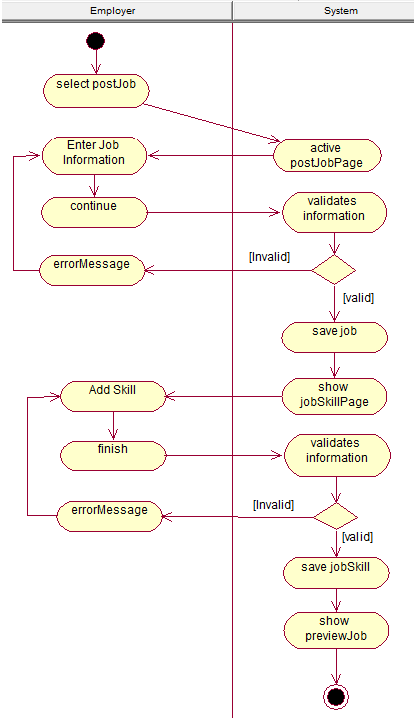 Employer
System
select postJob
active
postJobPage
Enter Job
Information
continue
validates
information
[Invalid]
errorMessage
[valid]
save job
show
jobSkillPage
Add Skill
finish
validates
information
[Invalid]
errorMessage
[valid]
save jobSkill
show
previewJob